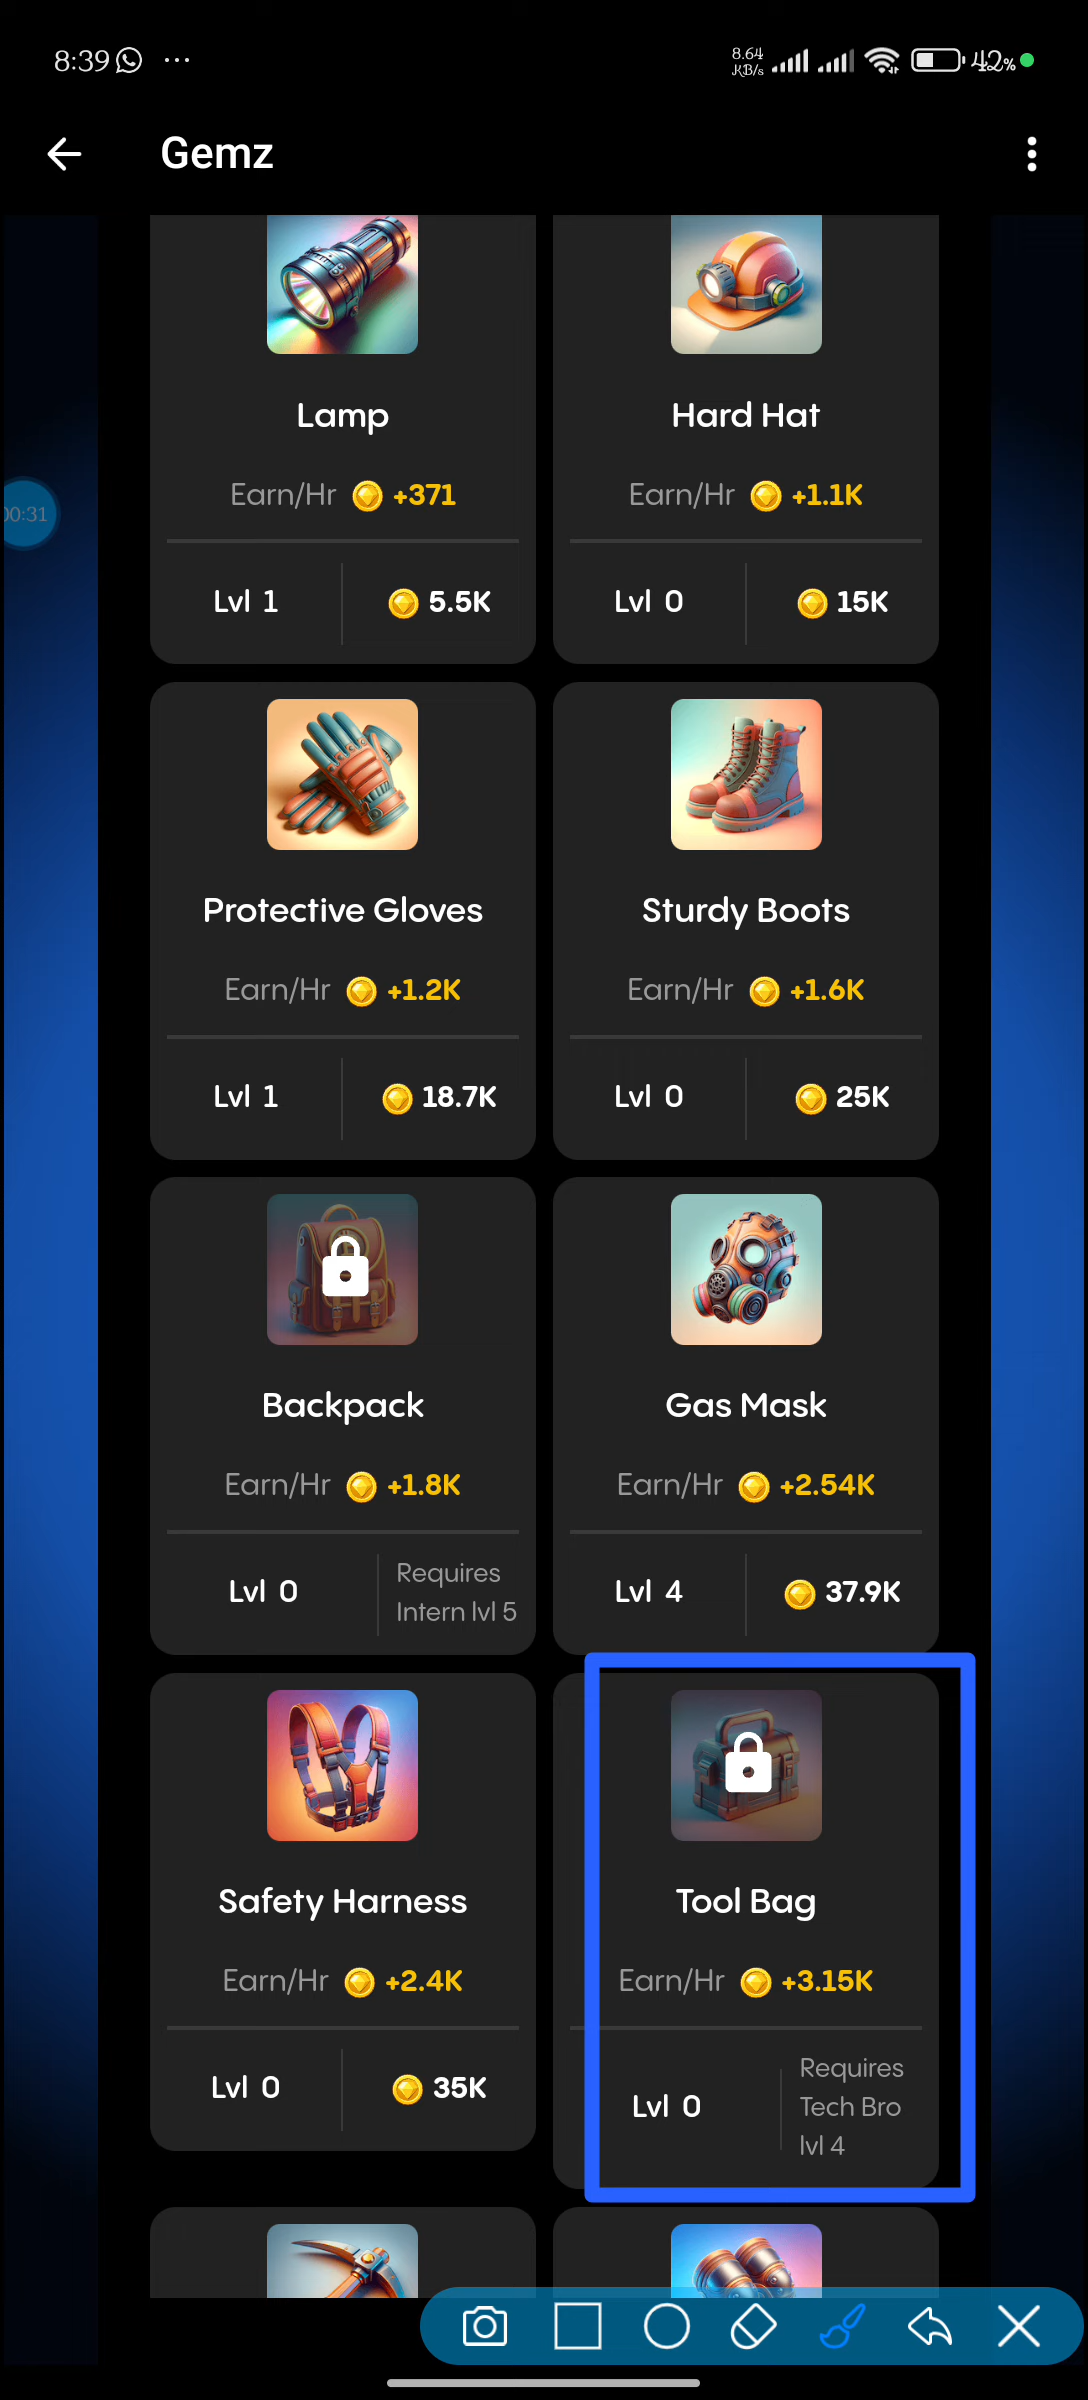 8:39 ... 8.64 KB/s 42%
Gemz
Lamp
Earn/Hr +371
Lvl 1 5.5K
Hard Hat
Earn/Hr +1.1K
Lvl 0 15K
00:31
Protective Gloves
Earn/Hr +1.2K
Lvl 1 18.7K
Sturdy Boots
Earn/Hr +1.6K
Lvl 0 25K
Backpack
Earn/Hr +1.8K
Lvl 0
Requires
Intern lvl 5
Gas Mask
Earn/Hr +2.54K
Lvl 4 37.9K
Safety Harness
Earn/Hr +2.4K
Lvl 0 35K
Tool Bag
Earn/Hr +3.15K
Lvl 0
Requires
Tech Bro
lvl 4